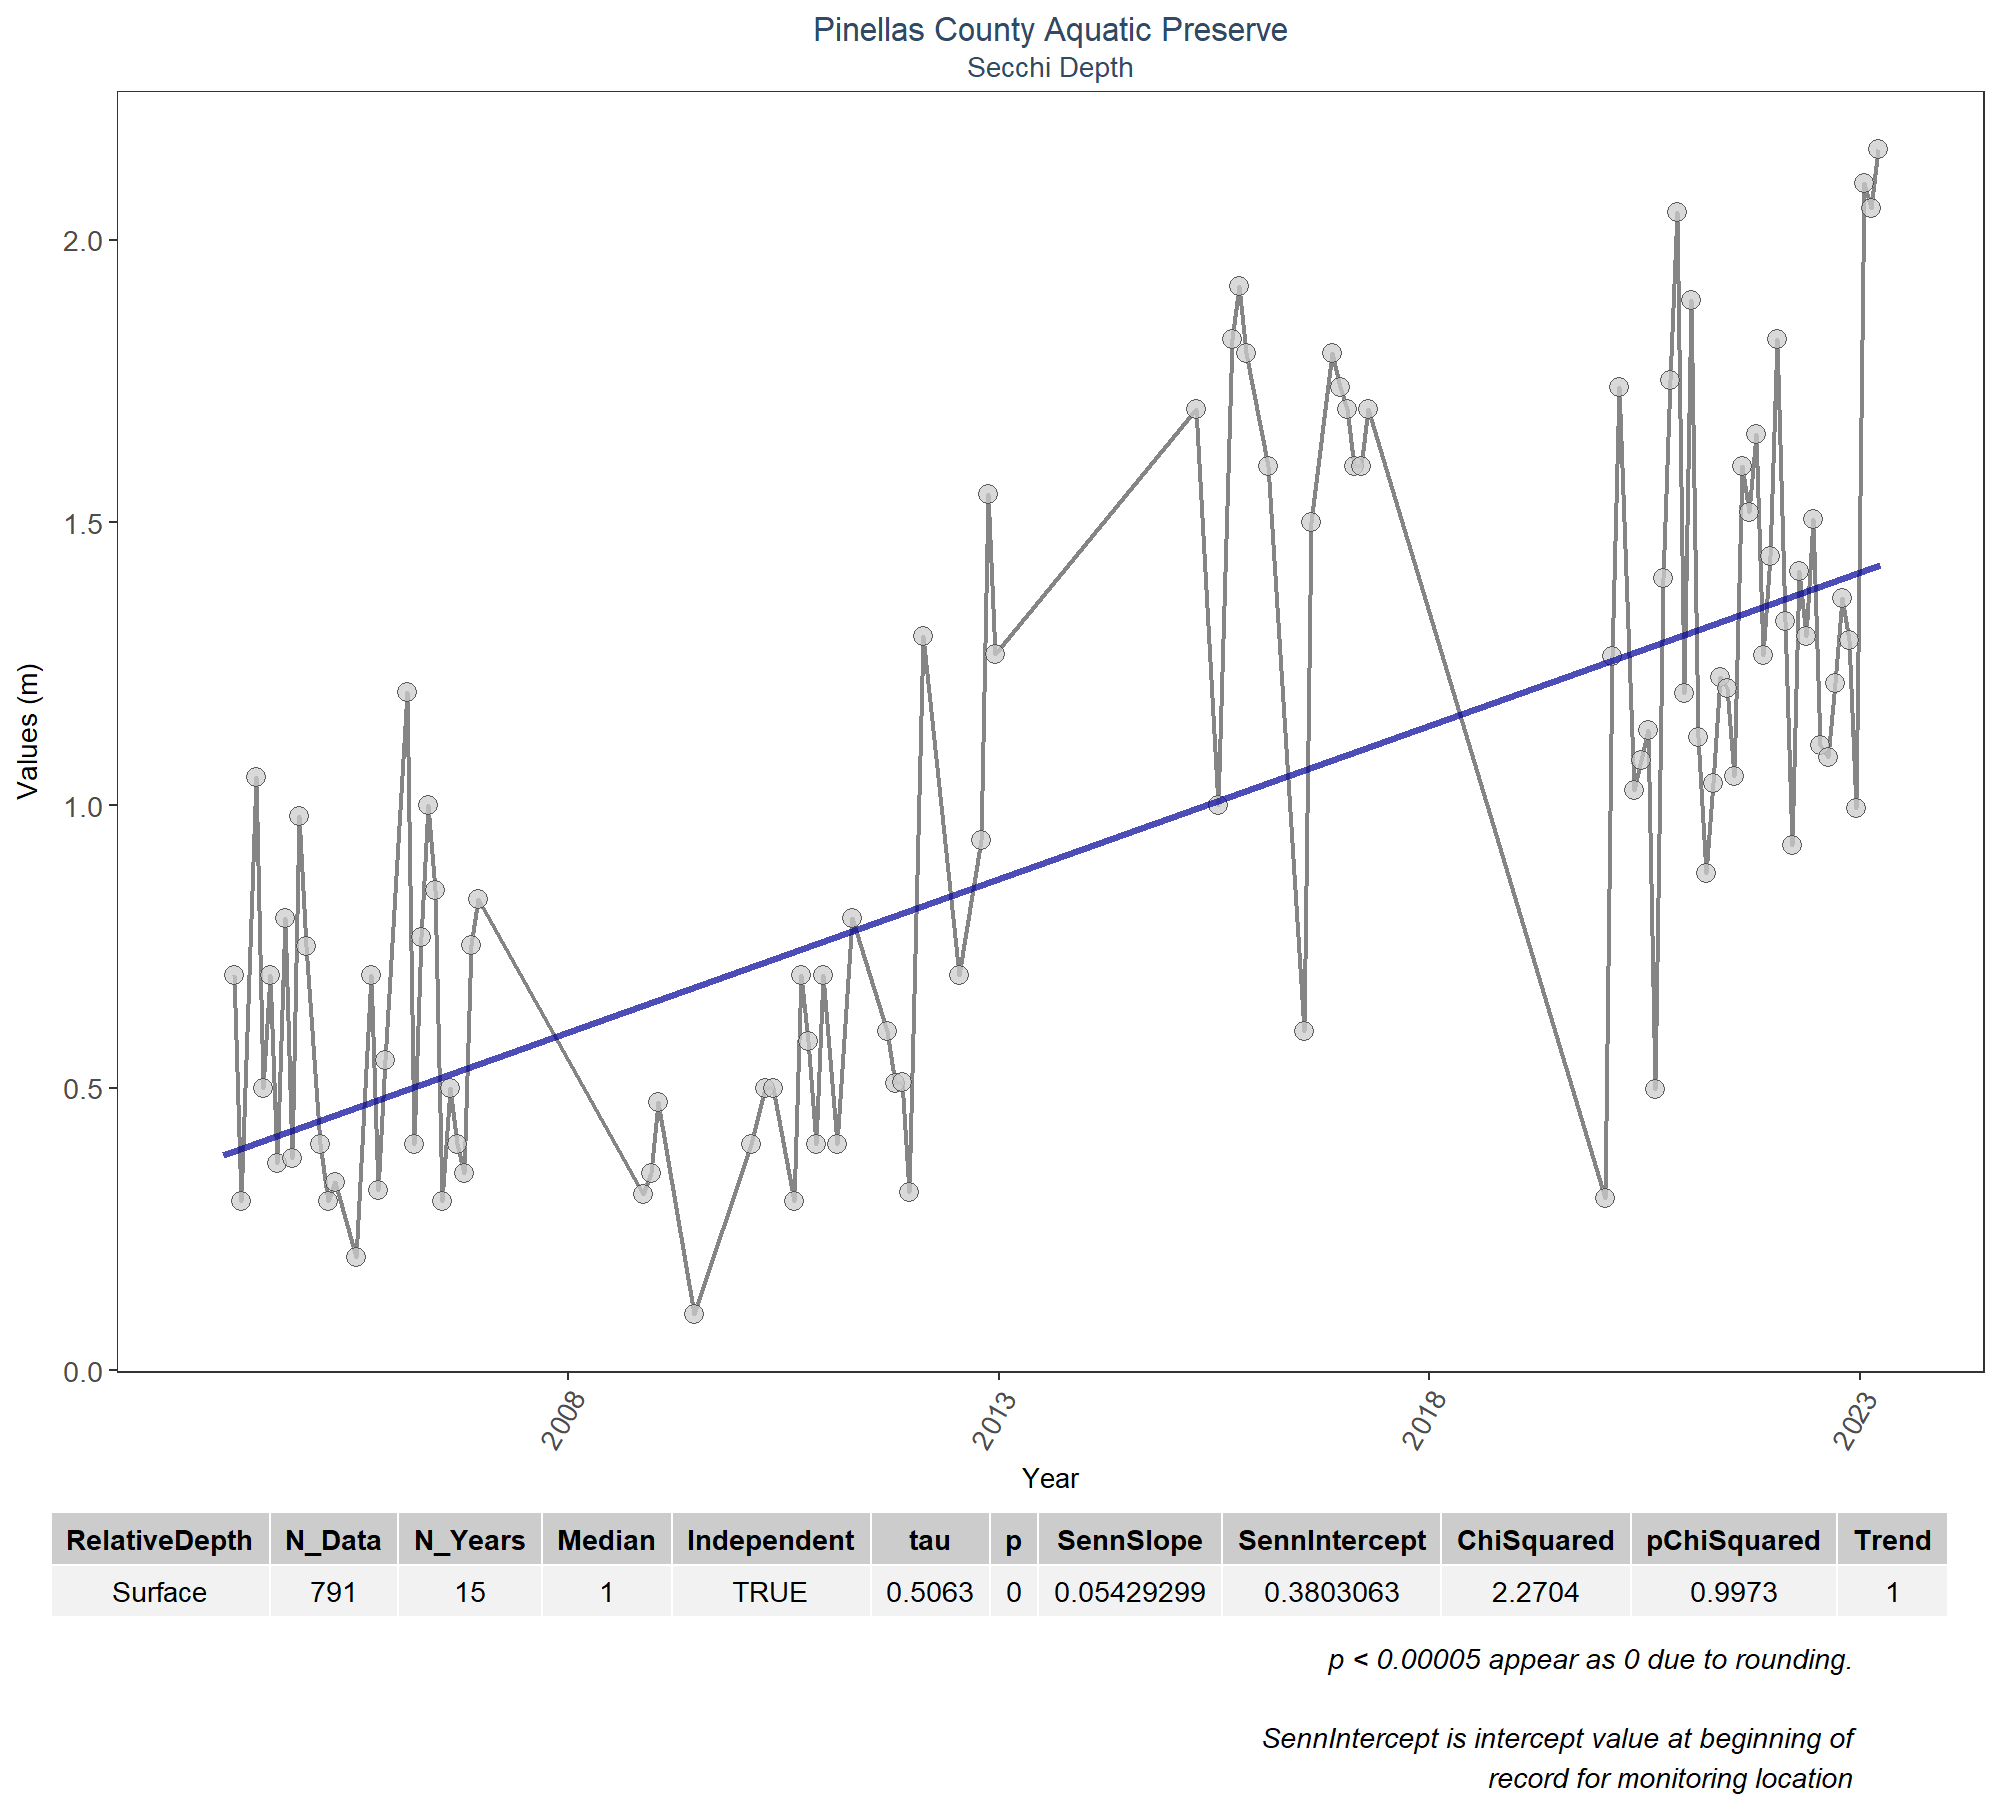 Pinellas County Aquatic Preserve
Secchi Depth
Values (m)
2.0
1.5
1.0
0.5
0.0
2008 2013 2018 2023
Year
RelativeDepth N_Data N_Years Median Independent tau p SennSlope SennIntercept ChiSquared pChiSquared Trend
Surface 791 15 1 TRUE 0.5063 0 0.05429299 0.3803063 2.2704 0.9973 1
p < 0.00005 appear as 0 due to rounding.
SennIntercept is intercept value at beginning of
record for monitoring location